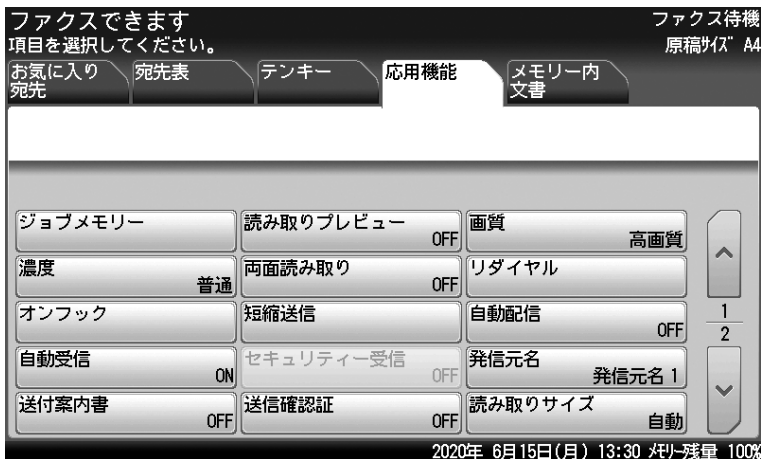 ファクスできます
ファクス待機
項目を選択してください。
原稿ｻｲｽﾞ A4
お気に入り
宛先
宛先表
テンキー
応用機能
メモリー内
文書
ジョブメモリー
読み取りプレビュー
OFF
画質
高画質
濃度
普通
両面読み取り
OFF
リダイヤル
オンフック
短縮送信
自動配信
OFF
1
2
自動受信
ON
セキュリティー受信
OFF
発信元名
発信元名 1
送付案内書
OFF
送信確認証
OFF
読み取りサイズ
自動
2020年 6月15日(月) 13:30 ﾒﾓﾘｰ残量 100%